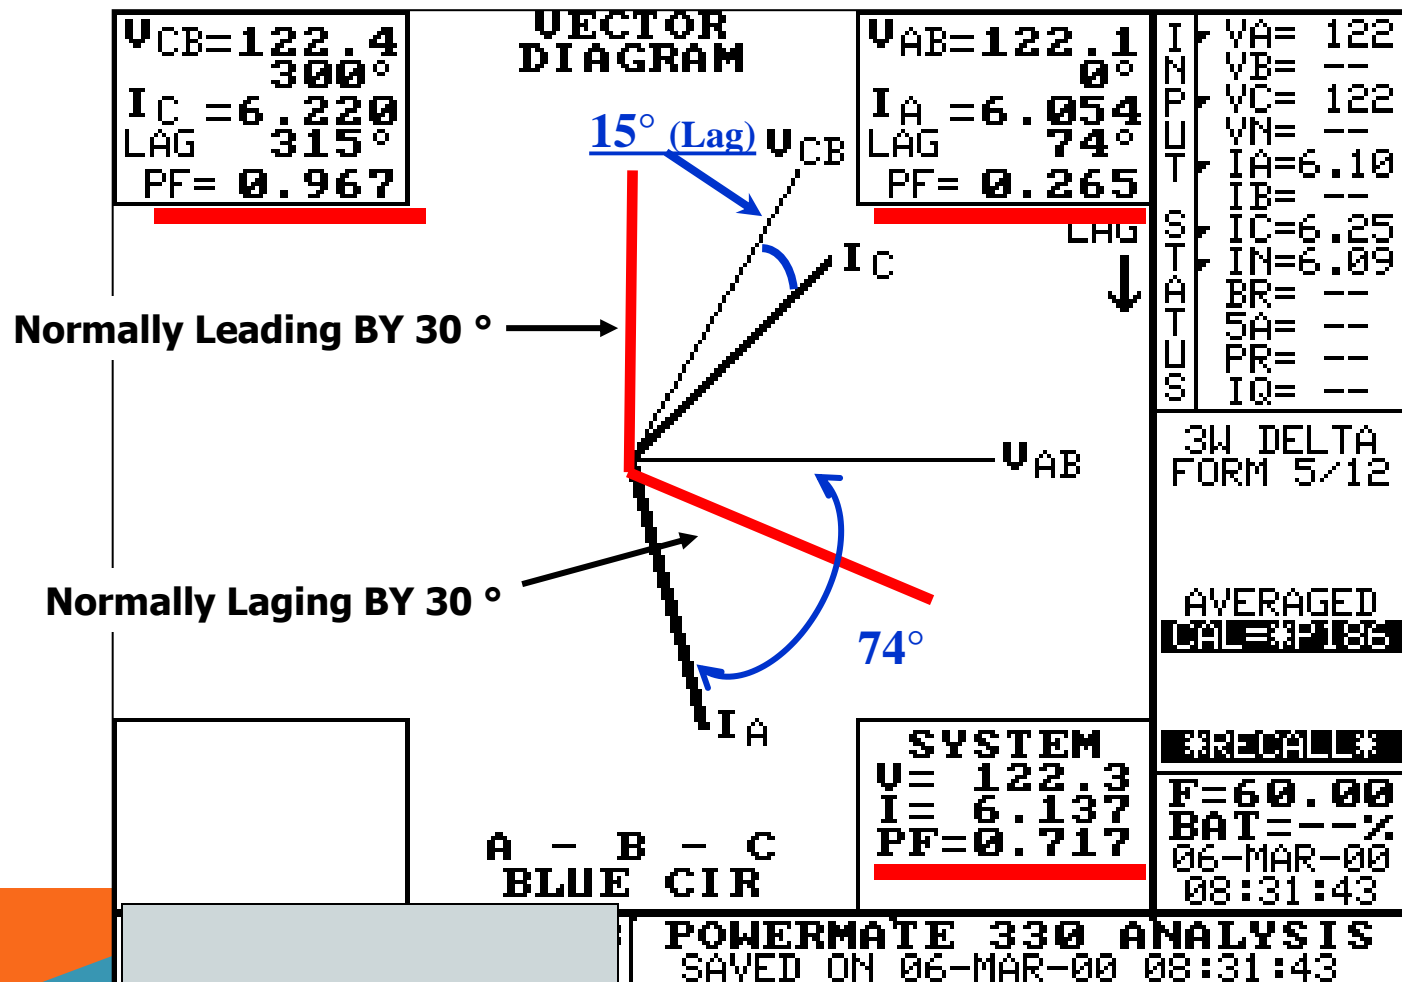 VCB=122.4
300°
IC =6.220
LAG 315°
PF= 0.967
VECTOR
DIAGRAM
VAB=122.1
0°
IA =6.054
LAG 74°
PF= 0.265
LAG
15° (Lag)
VCB
IC
Normally Leading BY 30 °
VAB
Normally Laging BY 30 °
74°
IA
A - B - C
BLUE CIR
SYSTEM
V= 122.3
I= 6.137
PF=0.717
INPUT STATUS
VA= 122
VB= --
VC= 122
VN= --
IA=6.10
IB= --
IC=6.25
IN=6.09
BR= --
5A= --
PR= --
IQ= --
3W DELTA
FORM 5/12
AVERAGED
CAL=*P186
*RECALL*
F=60.00
BAT=--%
06-MAR-00
08:31:43
POWERMATE 330 ANALYSIS
SAVED ON 06-MAR-00 08:31:43